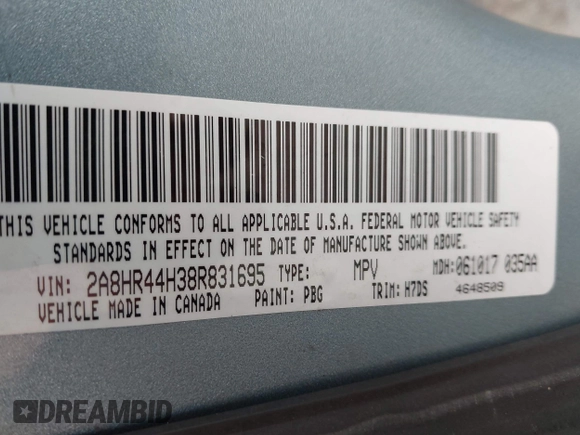 THIS VEHICLE CONFORMS TO ALL APPLICABLE U.S.A. FEDERAL MOTOR VEHICLE SAFETY
STANDARDS IN EFFECT ON THE DATE OF MANUFACTURE SHOWN ABOVE.
VIN: 2A8HR44H38R831695 TYPE: MPV MDH:061017 035AA
VEHICLE MADE IN CANADA PAINT: PBG TRIM: H7DS 4648509
DREAMBID